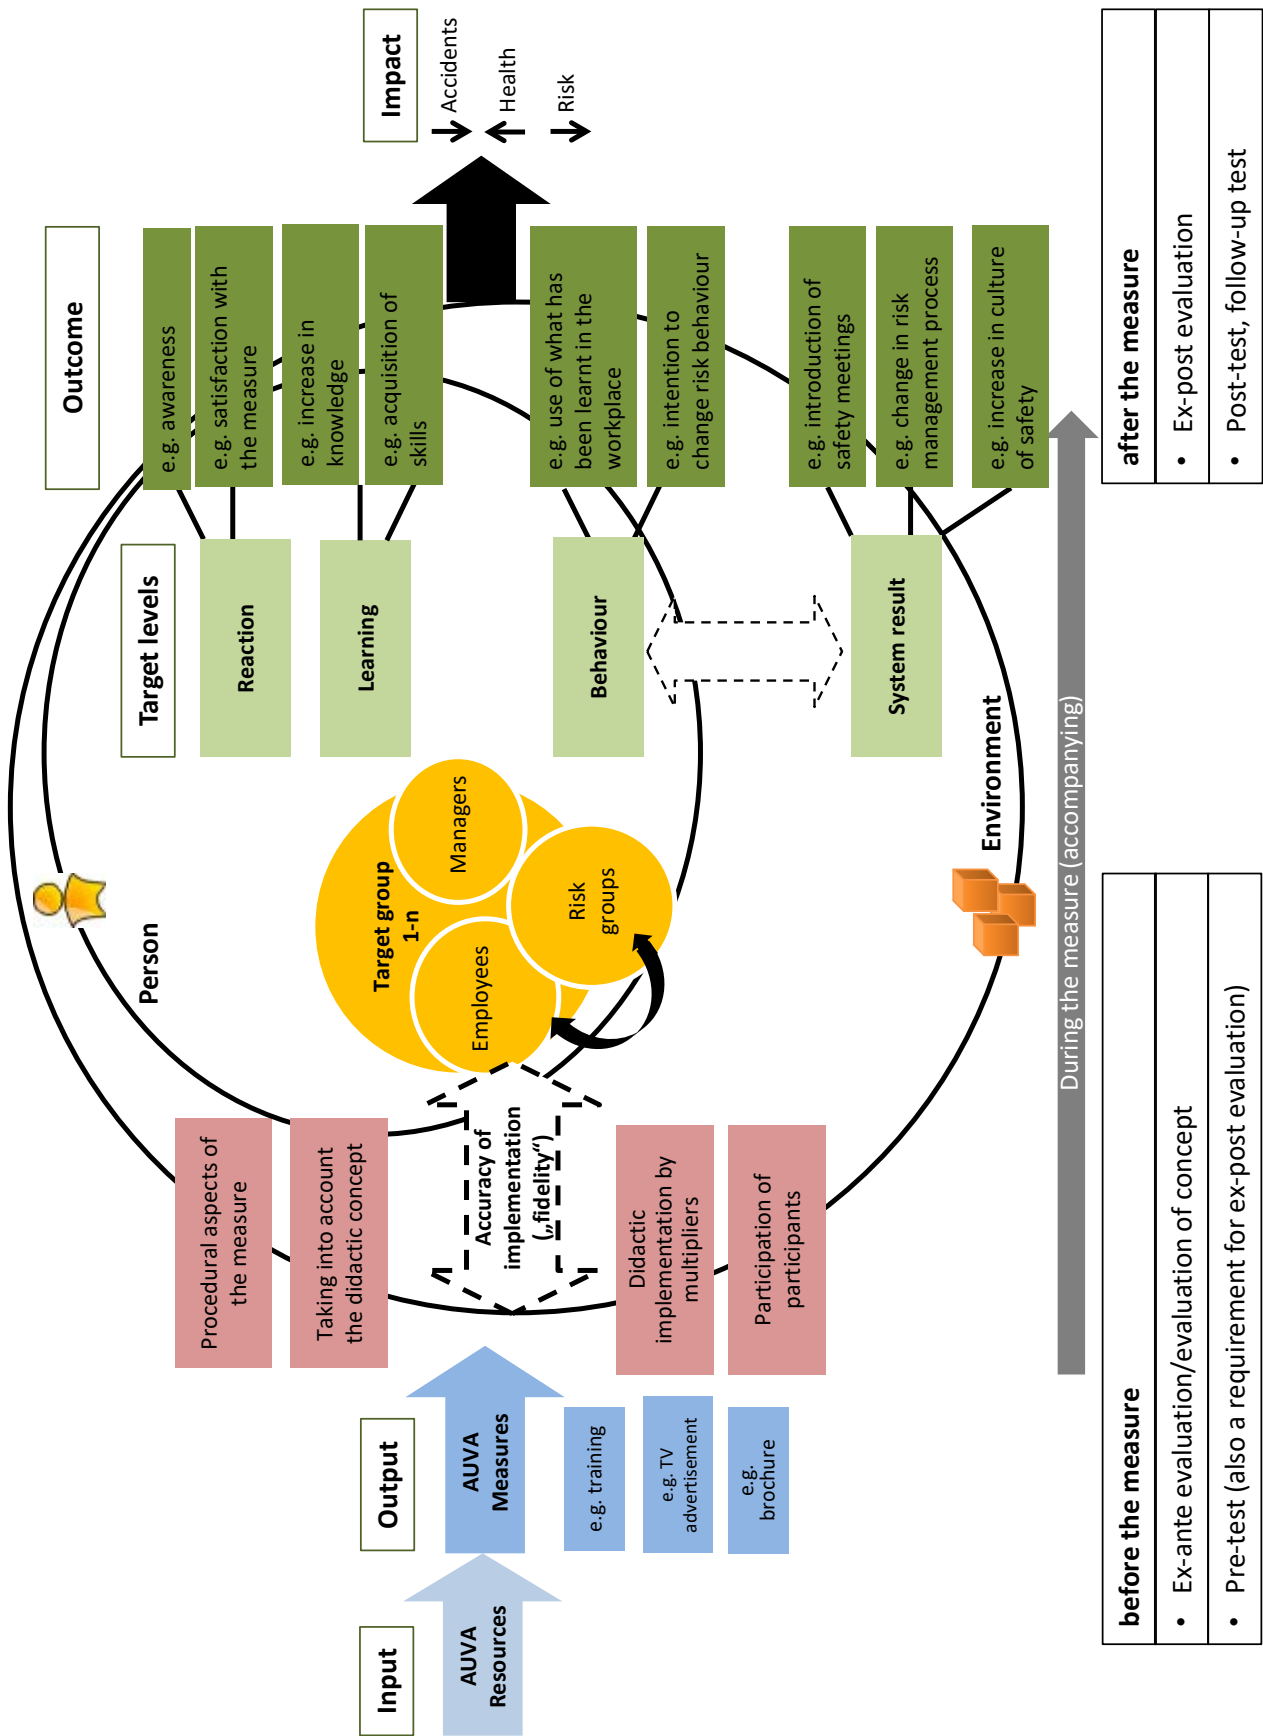 Input
Output
Target levels
Outcome
Impact
AUVA
Resources
AUVA
Measures
e.g. training
e.g. TV
advertisement
e.g.
brochure
Procedural aspects of
the measure
Taking into account
the didactic concept
Accuracy of
implementation
(„fidelity“)
Didactic
implementation by
multipliers
Participation of
participants
Person
Target group
1-n
Employees
Managers
Risk
groups
Environment
Reaction
Learning
Behaviour
System result
e.g. awareness
e.g. satisfaction with
the measure
e.g. increase in
knowledge
e.g. acquisition of
skills
e.g. use of what has
been learnt in the
workplace
e.g. intention to
change risk behaviour
e.g. introduction of
safety meetings
e.g. change in risk
management process
e.g. increase in culture
of safety
Accidents
Health
Risk
During the measure (accompanying)
before the measure
• Ex-ante evaluation/evaluation of concept
• Pre-test (also a requirement for ex-post evaluation)
after the measure
• Ex-post evaluation
• Post-test, follow-up test